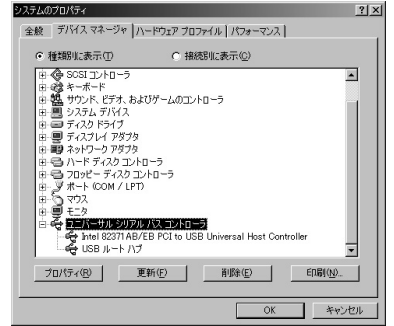 システムのプロパティ
全般 デバイス マネージャ ハードウェア プロファイル パフォーマンス
種類別に表示(T) 接続別に表示(C)
SCSI コントローラ
キーボード
サウンド、ビデオ、およびゲームのコントローラ
システム デバイス
ディスク ドライブ
ディスプレイ アダプタ
ネットワーク アダプタ
ハード ディスク コントローラ
フロッピー ディスク コントローラ
ポート (COM / LPT)
マウス
モニタ
ユニバーサル シリアル バス コントローラ
Intel 82371AB/EB PCI to USB Universal Host Controller
USB ルート ハブ
プロパティ(R) 更新(F) 削除(E) 印刷(N)...
OK キャンセル